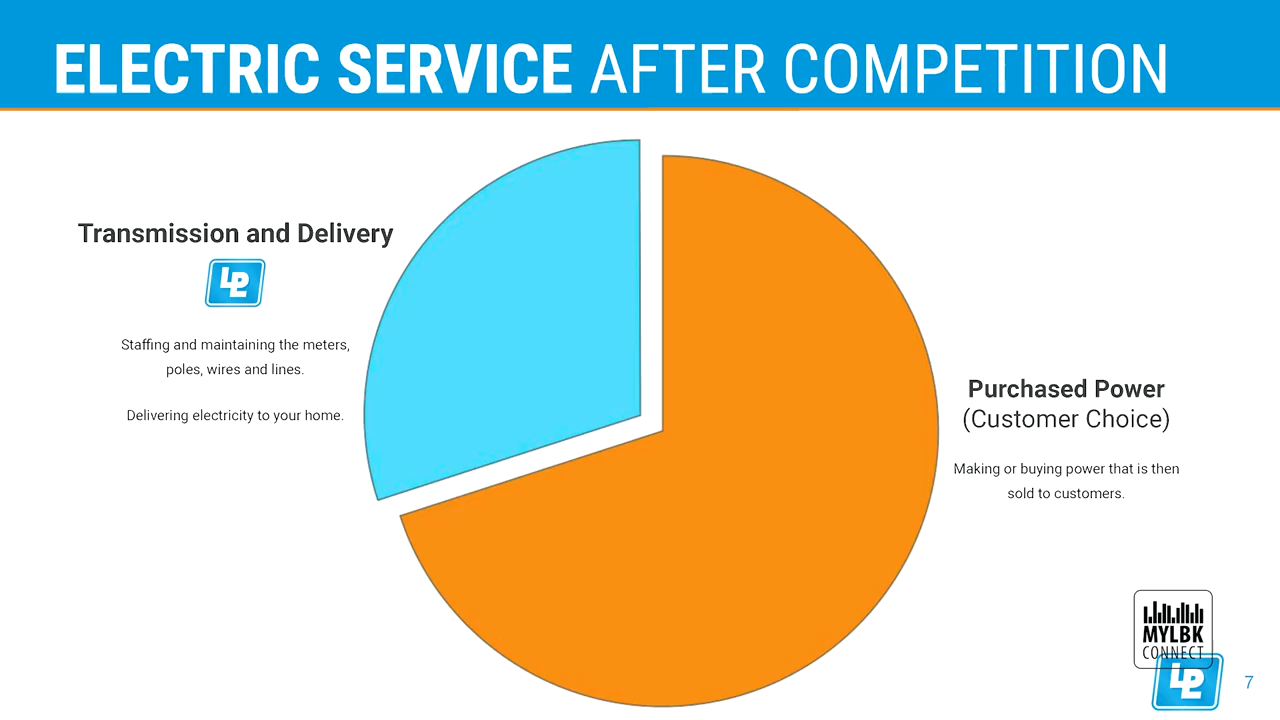 ELECTRIC SERVICE AFTER COMPETITION
Transmission and Delivery
LPL
Staffing and maintaining the meters,
poles, wires and lines.
Delivering electricity to your home.
Purchased Power
(Customer Choice)
Making or buying power that is then
sold to customers.
MYLBK
CONNECT
LPL
7